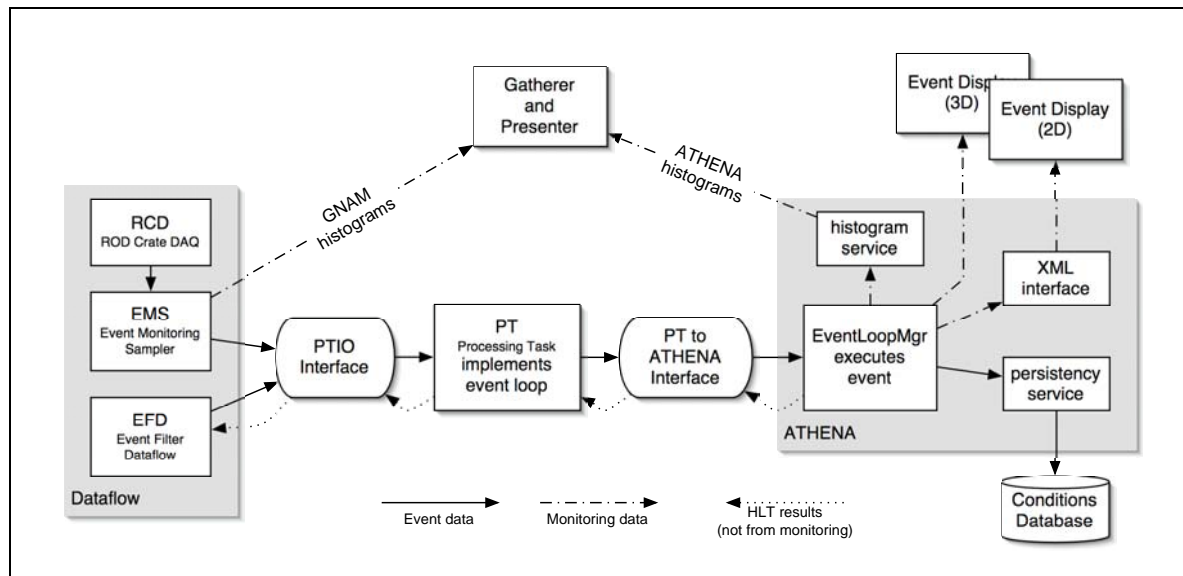 Gatherer
and
Presenter
Event Display
(3D)
Event Display
(2D)
GNAM
histograms
ATHENA
histograms
RCD
ROD Crate DAQ
EMS
Event Monitoring
Sampler
EFD
Event Filter
Dataflow
Dataflow
PTIO
Interface
PT
Processing Task
implements
event loop
PT to
ATHENA
Interface
histogram
service
EventLoopMgr
executes
event
XML
interface
persistency
service
ATHENA
Conditions
Database
Event data
Monitoring data
HLT results
(not from monitoring)